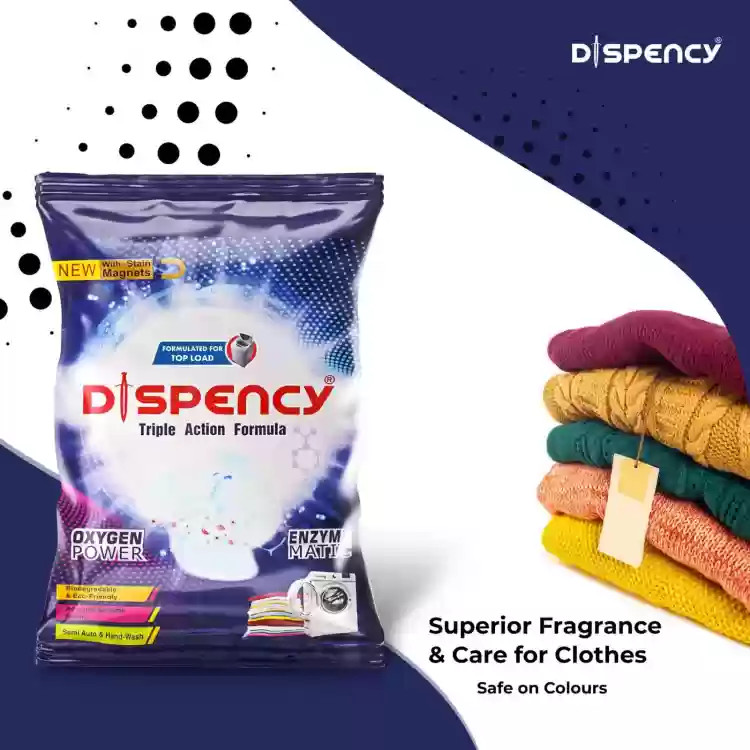 DISPENCY®
NEW With Stain
Magnets
FORMULATED FOR
TOP LOAD
DISPENCY®
Triple Action Formula
OXYGEN
POWER
ENZYM
MATIC
Biodegradable
& Eco-Friendly
Semi Auto & Hand-Wash
Superior Fragrance
& Care for Clothes
Safe on Colours